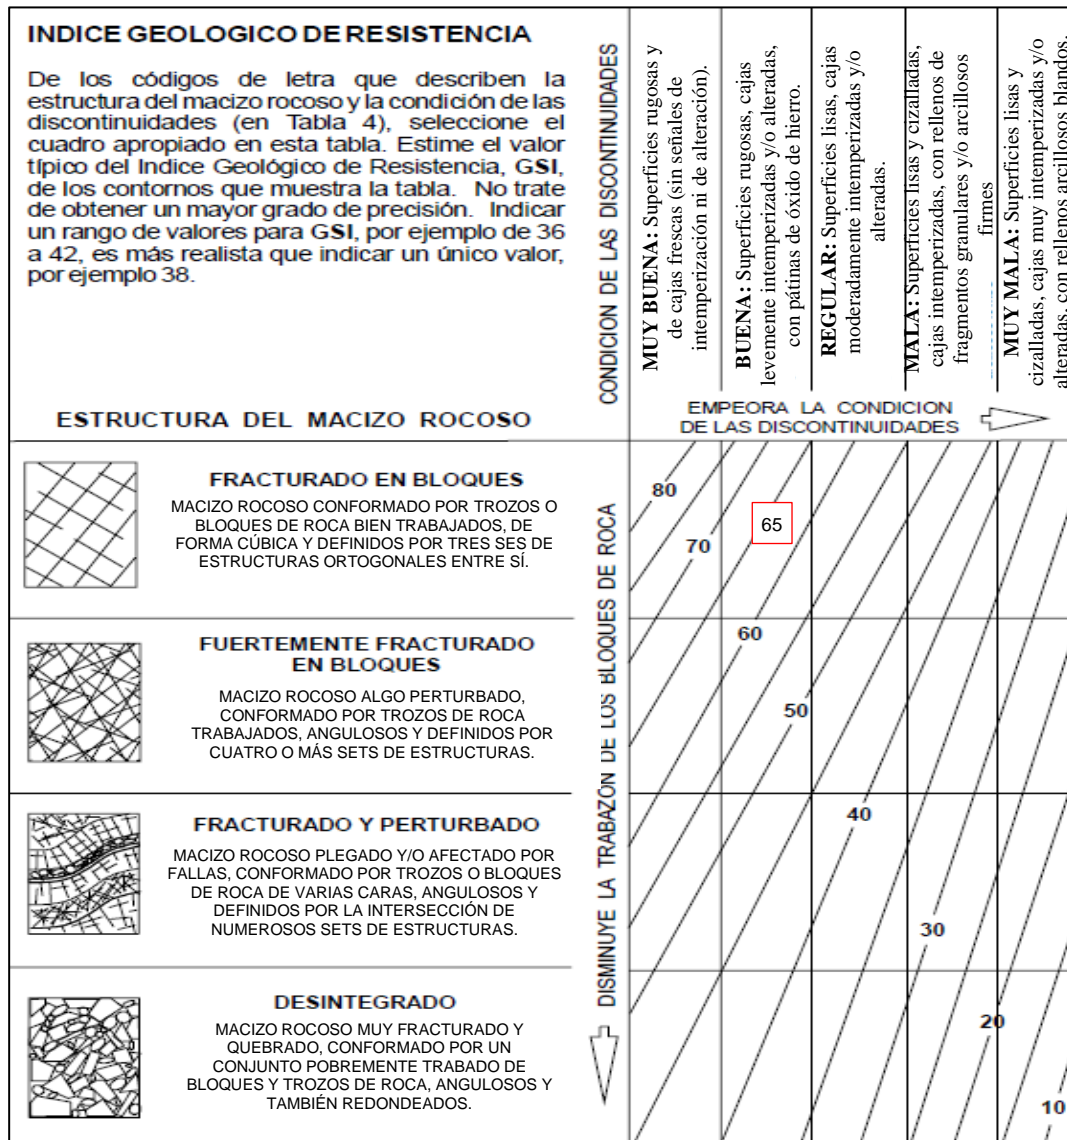 INDICE GEOLOGICO DE RESISTENCIA
De los códigos de letra que describen la
estructura del macizo rocoso y la condición de las
discontinuidades (en Tabla 4), seleccione el
cuadro apropiado en esta tabla. Estime el valor
típico del Indice Geológico de Resistencia, GSI,
de los contornos que muestra la tabla. No trate
de obtener un mayor grado de precisión. Indicar
un rango de valores para GSI, por ejemplo de 36
a 42, es más realista que indicar un único valor,
por ejemplo 38.
ESTRUCTURA DEL MACIZO ROCOSO
CONDICION DE LAS DISCONTINUIDADES
MUY BUENA: Superficies rugosas y
de cajas frescas (sin señales de
intemperización ni de alteración).
BUENA: Superficies rugosas, cajas
levemente intemperizadas y/o alteradas,
con pátinas de óxido de hierro.
REGULAR: Superficies lisas, cajas
moderadamente intemperizadas y/o
alteradas.
MALA: Superficies lisas y cizalladas,
cajas intemperizadas, con rellenos de
fragmentos granulares y/o arcillosos
firmes
MUY MALA: Superficies lisas y
cizalladas, cajas muy intemperizadas y/o
alteradas, con rellenos arcillosos blandos.
EMPEORA LA CONDICION
DE LAS DISCONTINUIDADES
FRACTURADO EN BLOQUES
MACIZO ROCOSO CONFORMADO POR TROZOS O
BLOQUES DE ROCA BIEN TRABAJADOS, DE
FORMA CÚBICA Y DEFINIDOS POR TRES SES DE
ESTRUCTURAS ORTOGONALES ENTRE SÍ.
FUERTEMENTE FRACTURADO
EN BLOQUES
MACIZO ROCOSO ALGO PERTURBADO,
CONFORMADO POR TROZOS DE ROCA
TRABAJADOS, ANGULOSOS Y DEFINIDOS POR
CUATRO O MÁS SETS DE ESTRUCTURAS.
FRACTURADO Y PERTURBADO
MACIZO ROCOSO PLEGADO Y/O AFECTADO POR
FALLAS, CONFORMADO POR TROZOS O BLOQUES
DE ROCA DE VARIAS CARAS, ANGULOSOS Y
DEFINIDOS POR LA INTERSECCIÓN DE
NUMEROSOS SETS DE ESTRUCTURAS.
DESINTEGRADO
MACIZO ROCOSO MUY FRACTURADO Y
QUEBRADO, CONFORMADO POR UN
CONJUNTO POBREMENTE TRABADO DE
BLOQUES Y TROZOS DE ROCA, ANGULOSOS Y
TAMBIÉN REDONDEADOS.
DISMINUYE LA TRABAZÓN DE LOS BLOQUES DE ROCA
80
65
70
60
50
40
30
20
10